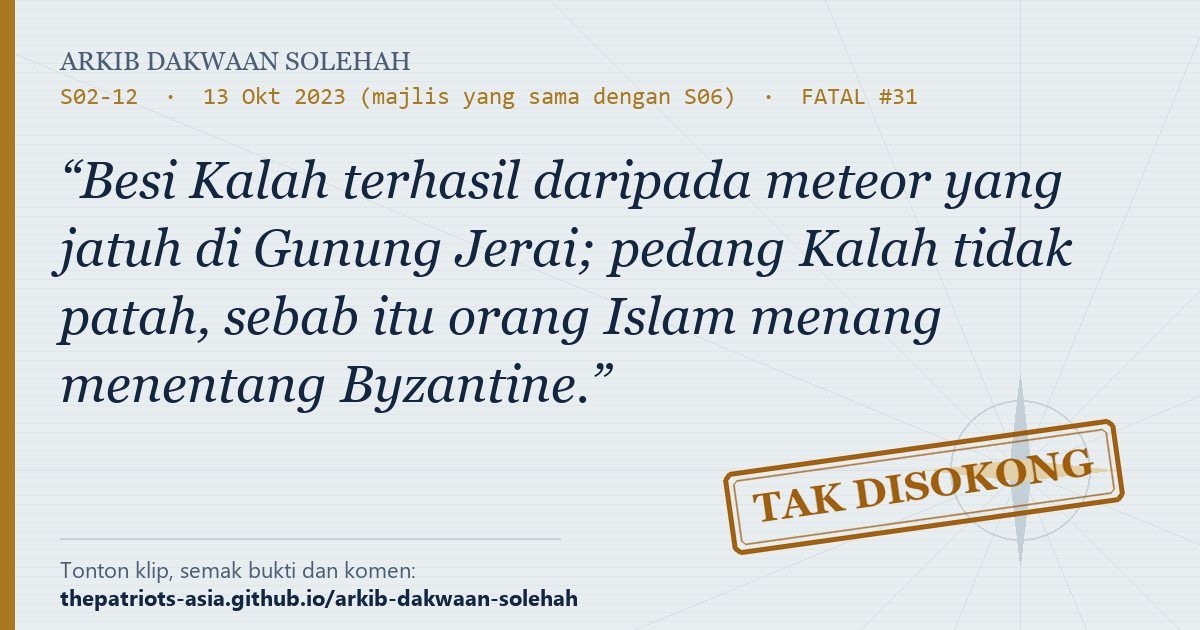 ARKIB DAKWAAN SOLEHAH
S02-12 · 13 Okt 2023 (majlis yang sama dengan S06) · FATAL #31
“Besi Kalah terhasil daripada meteor yang
jatuh di Gunung Jerai; pedang Kalah tidak
patah, sebab itu orang Islam menang
menentang Byzantine.”
TAK DISOKONG
Tonton klip, semak bukti dan komen:
thepatriots-asia.github.io/arkib-dakwaan-solehah